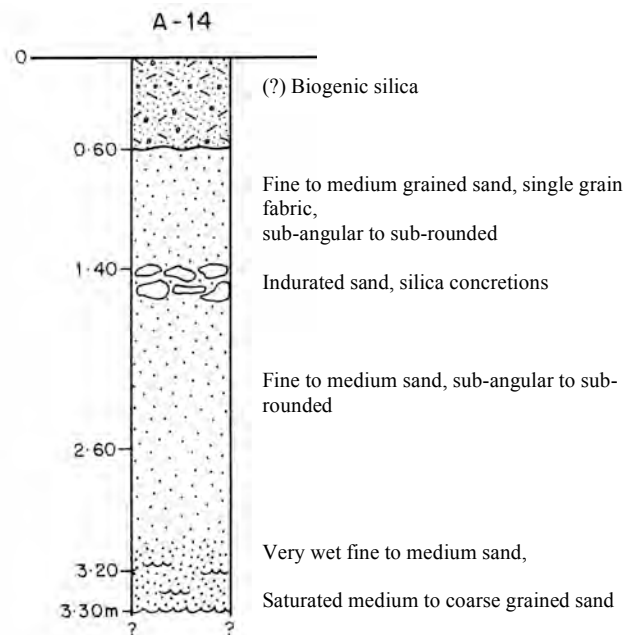 A-14
0
(?) Biogenic silica
0·60
Fine to medium grained sand, single grain
fabric,
sub-angular to sub-rounded
1·40
Indurated sand, silica concretions
Fine to medium sand, sub-angular to sub-
rounded
2·60
Very wet fine to medium sand,
3·20
Saturated medium to coarse grained sand
3·30m
? ?